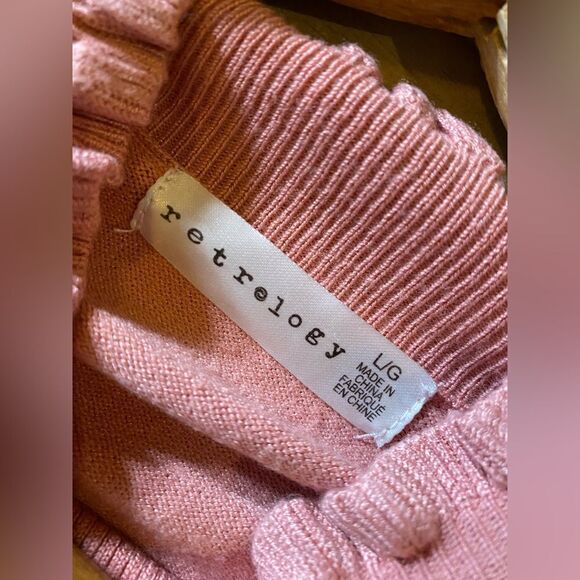 retrology
L/G
MADE IN
CHINA
FABRIQUÉ
EN CHINE